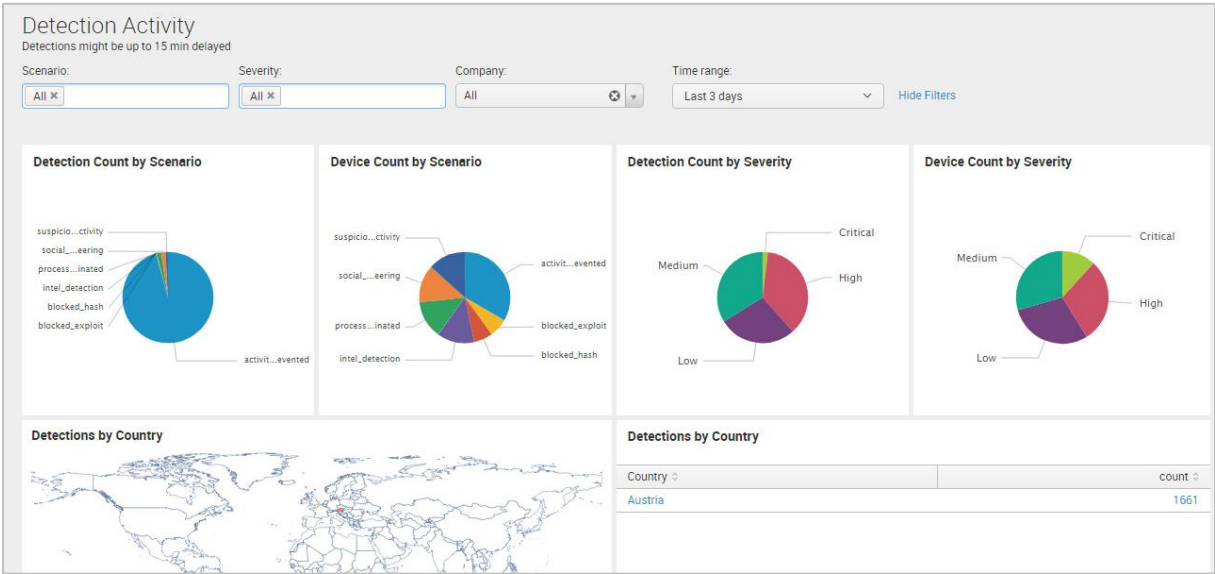 Detection Activity
Detections might be up to 15 min delayed
Scenario: Severity: Company: Time range:
All × All × All Last 3 days Hide Filters
Detection Count by Scenario
suspicio...ctivity
social_...eering
process...inated
intel_detection
blocked_hash
blocked_exploit
activit...evented
Device Count by Scenario
suspicio...ctivity
activit...evented
social_...eering
process...inated
blocked_exploit
blocked_hash
intel_detection
Detection Count by Severity
Critical
Medium
High
Low
Device Count by Severity
Critical
Medium
High
Low
Detections by Country
Detections by Country
Country count
Austria 1661